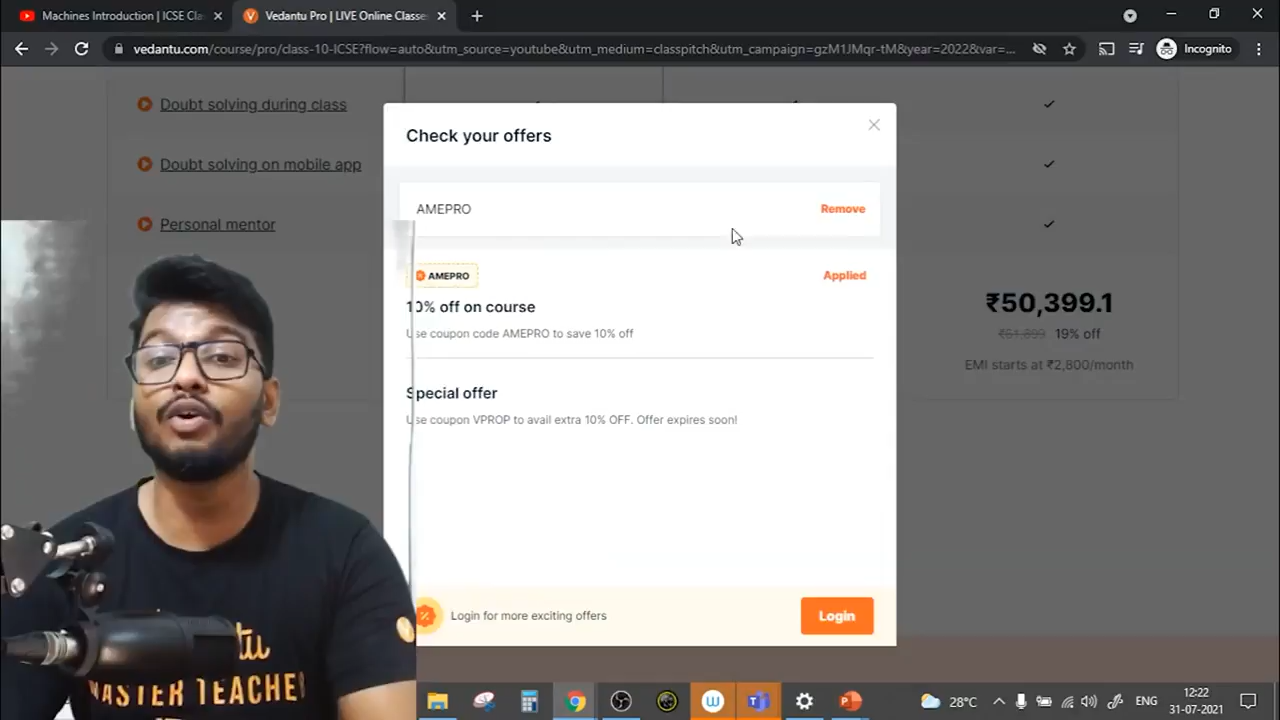 Machines Introduction | ICSE Cla
Vedantu Pro | LIVE Online Classe
vedantu.com/course/pro/class-10-ICSE?flow=auto&utm_source=youtube&utm_medium=classpitch&utm_campaign=gzM1JMqr-tM&year=2022&var=...
Incognito
Doubt solving during class
Doubt solving on mobile app
Personal mentor
Check your offers
AMEPRO
Remove
AMEPRO
Applied
10% off on course
Use coupon code AMEPRO to save 10% off
Special offer
Use coupon VPROP to avail extra 10% OFF. Offer expires soon!
Login for more exciting offers
Login
₹50,399.1
₹61,899 19% off
EMI starts at ₹2,800/month
MASTER TEACHER
28°C
ENG
12:22
31-07-2021